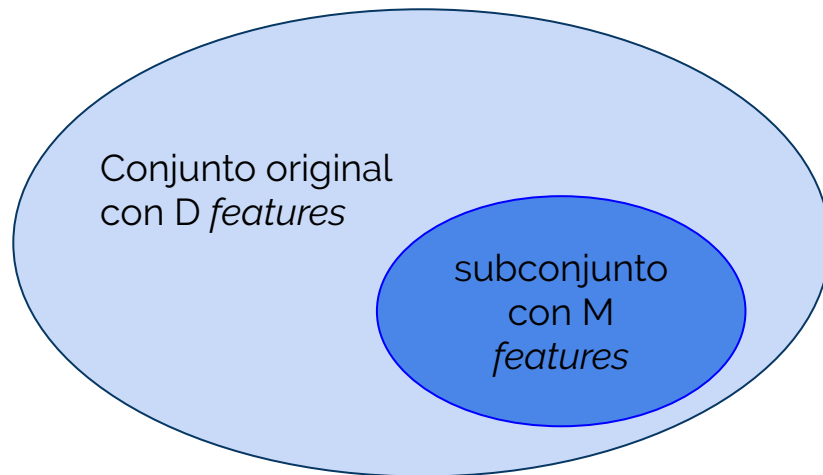 Conjunto original
con D features
subconjunto
con M
features